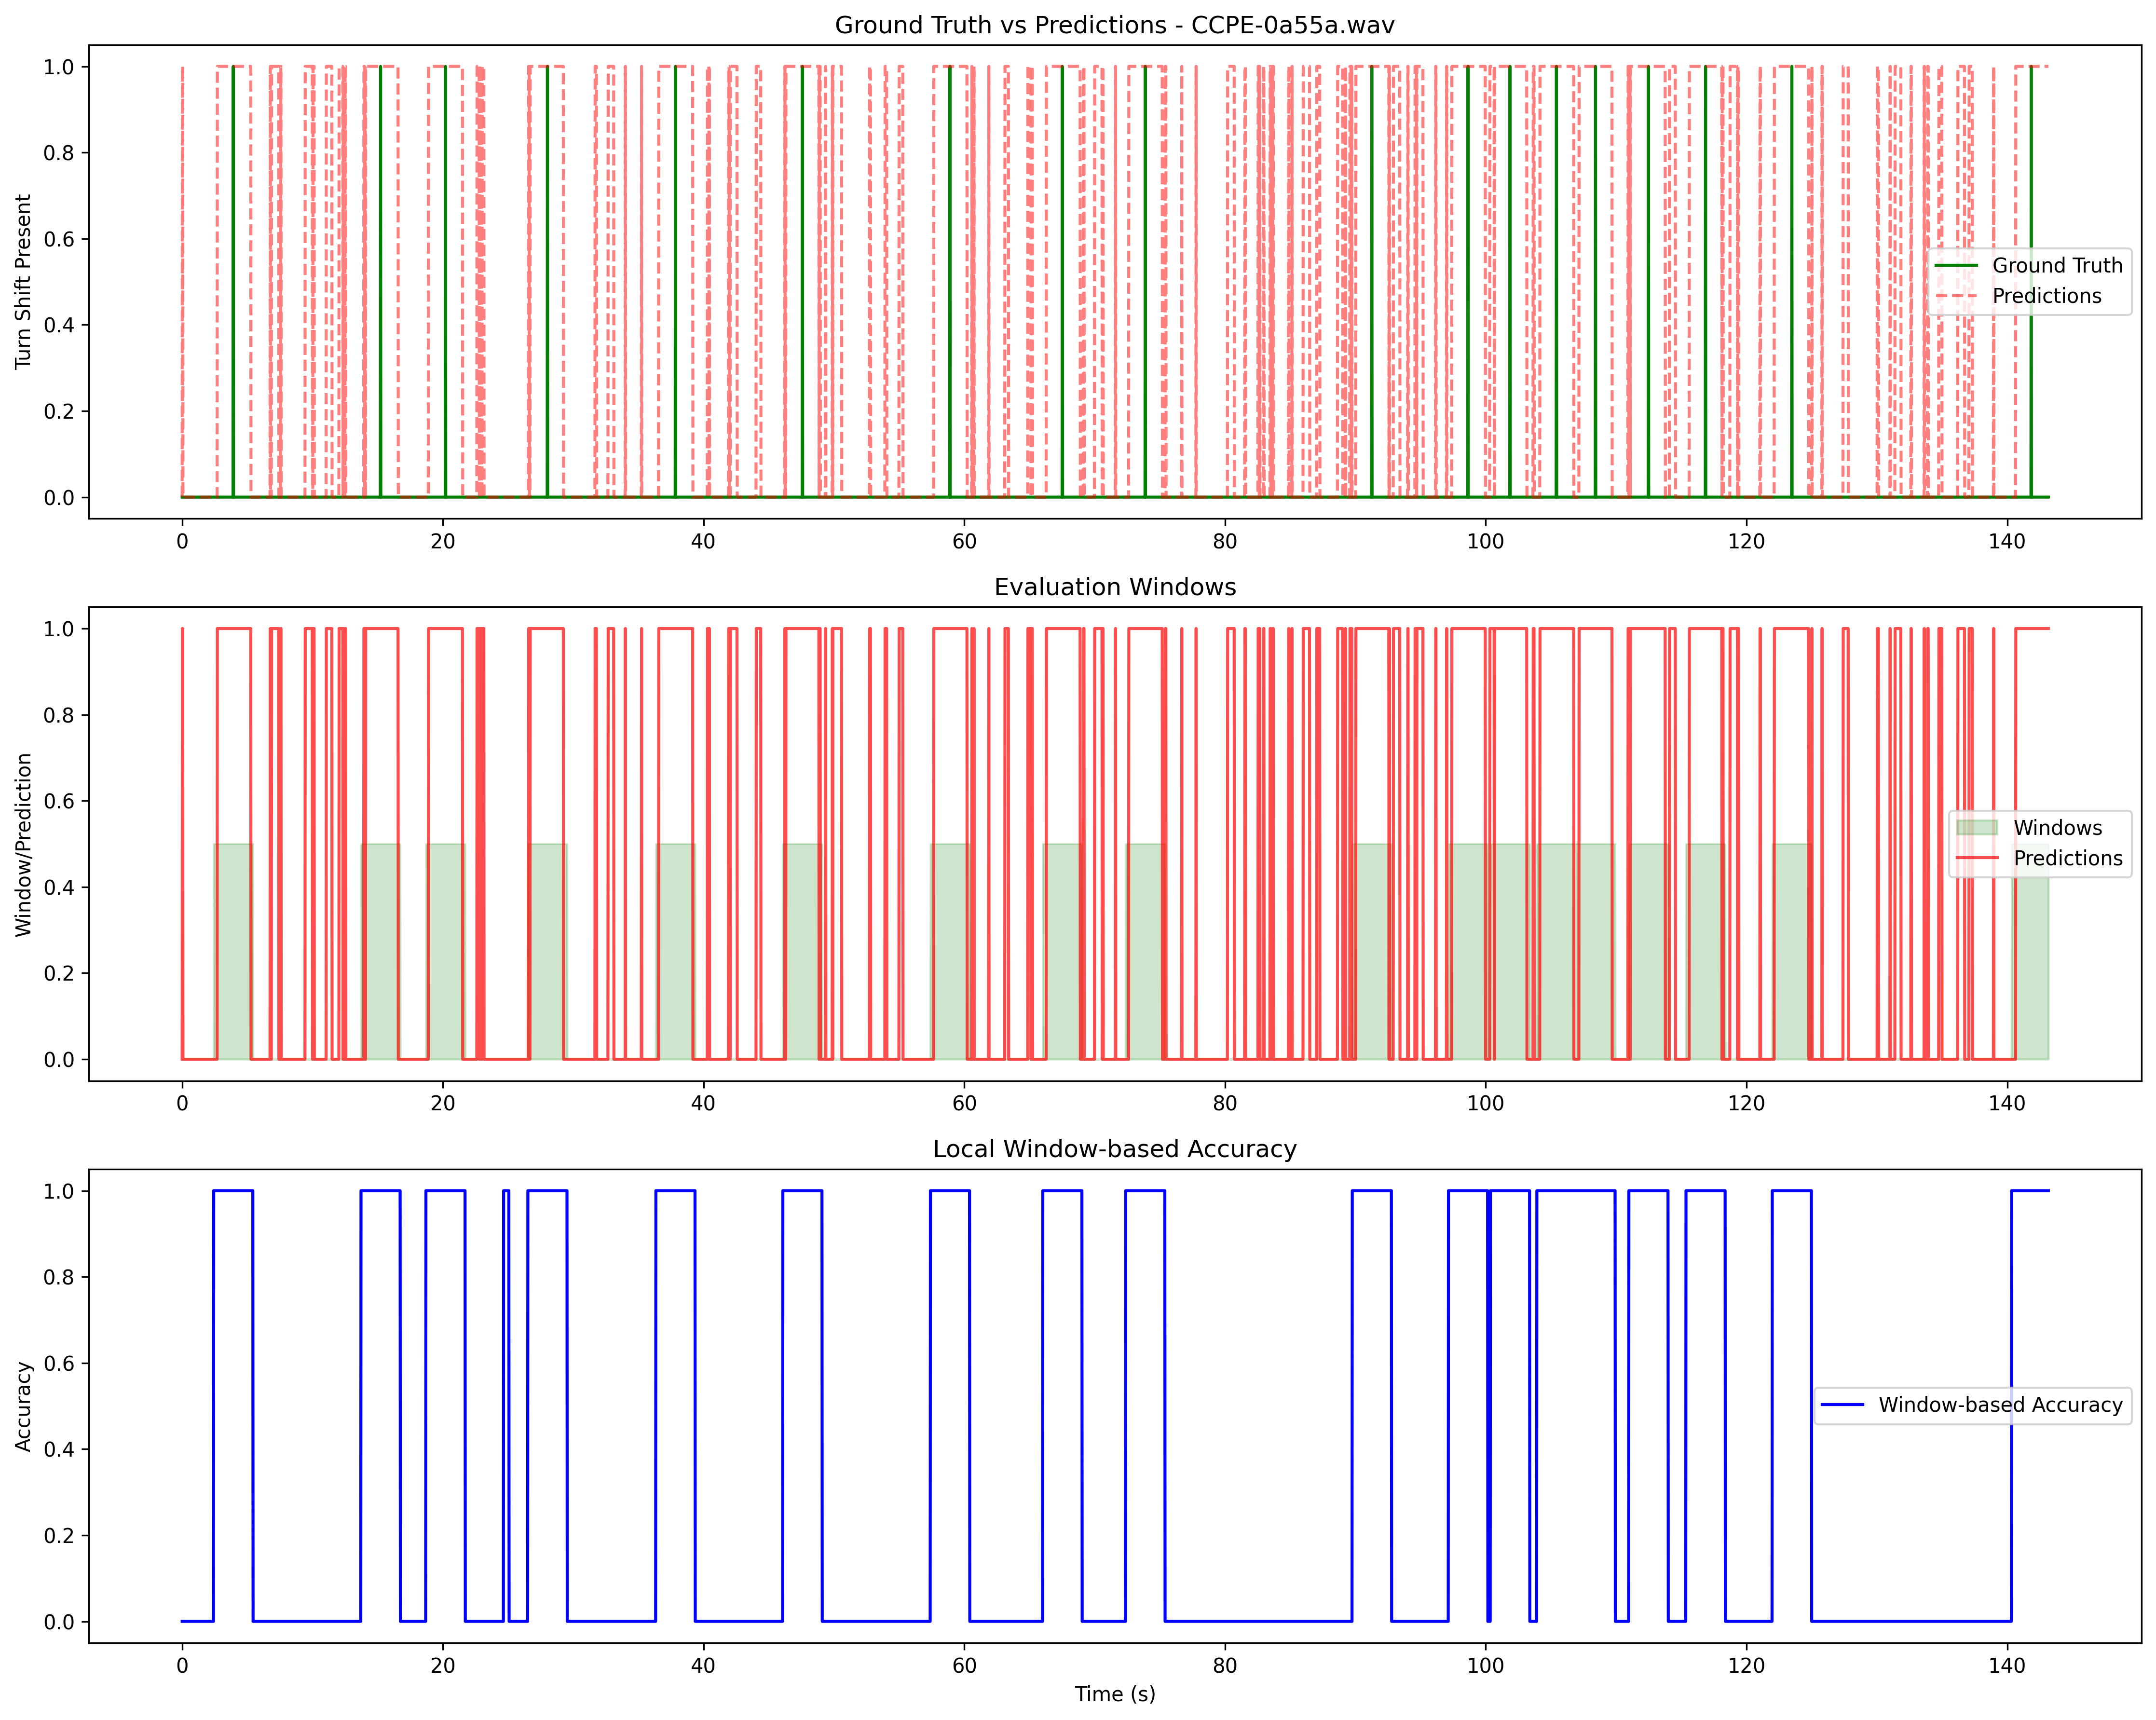 Ground Truth vs Predictions - CCPE-0a55a.wav
Turn Shift Present
1.0
0.8
0.6
0.4
0.2
0.0
Ground Truth
Predictions
0 20 40 60 80 100 120 140
Evaluation Windows
Window/Prediction
1.0
0.8
0.6
0.4
0.2
0.0
Windows
Predictions
0 20 40 60 80 100 120 140
Local Window-based Accuracy
Accuracy
1.0
0.8
0.6
0.4
0.2
0.0
Window-based Accuracy
0 20 40 60 80 100 120 140
Time (s)